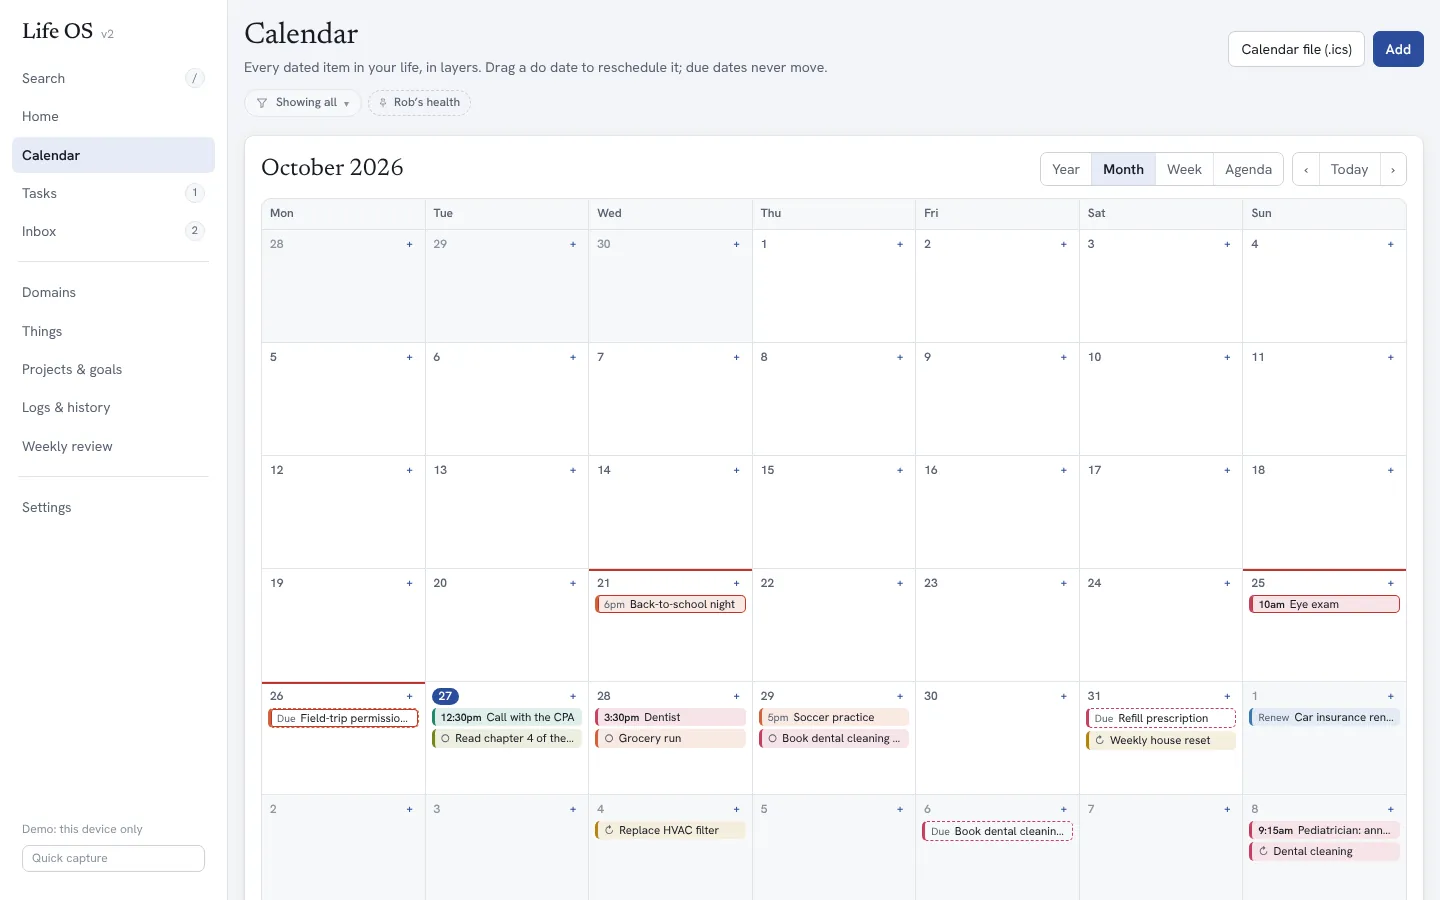 Life OS v2
Search /
Home
Calendar
Tasks 1
Inbox 2
Domains
Things
Projects & goals
Logs & history
Weekly review
Settings
Demo: this device only
Quick capture
Calendar
Every dated item in your life, in layers. Drag a do date to reschedule it; due dates never move.
Calendar file (.ics) Add
Showing all ▾ Rob's health
October 2026
Year Month Week Agenda ‹ Today ›
Mon Tue Wed Thu Fri Sat Sun
28 + 29 + 30 + 1 + 2 + 3 + 4 +
5 + 6 + 7 + 8 + 9 + 10 + 11 +
12 + 13 + 14 + 15 + 16 + 17 + 18 +
19 + 20 + 21 + 22 + 23 + 24 + 25 +
6pm Back-to-school night 10am Eye exam
26 + 27 + 28 + 29 + 30 + 31 + 1 +
Due Field-trip permissio... 12:30pm Call with the CPA 3:30pm Dentist 5pm Soccer practice Due Refill prescription Renew Car insurance ren...
Read chapter 4 of the... Grocery run Book dental cleaning ... Weekly house reset
2 + 3 + 4 + 5 + 6 + 7 + 8 +
Replace HVAC filter Due Book dental cleanin... 9:15am Pediatrician: ann...
Dental cleaning